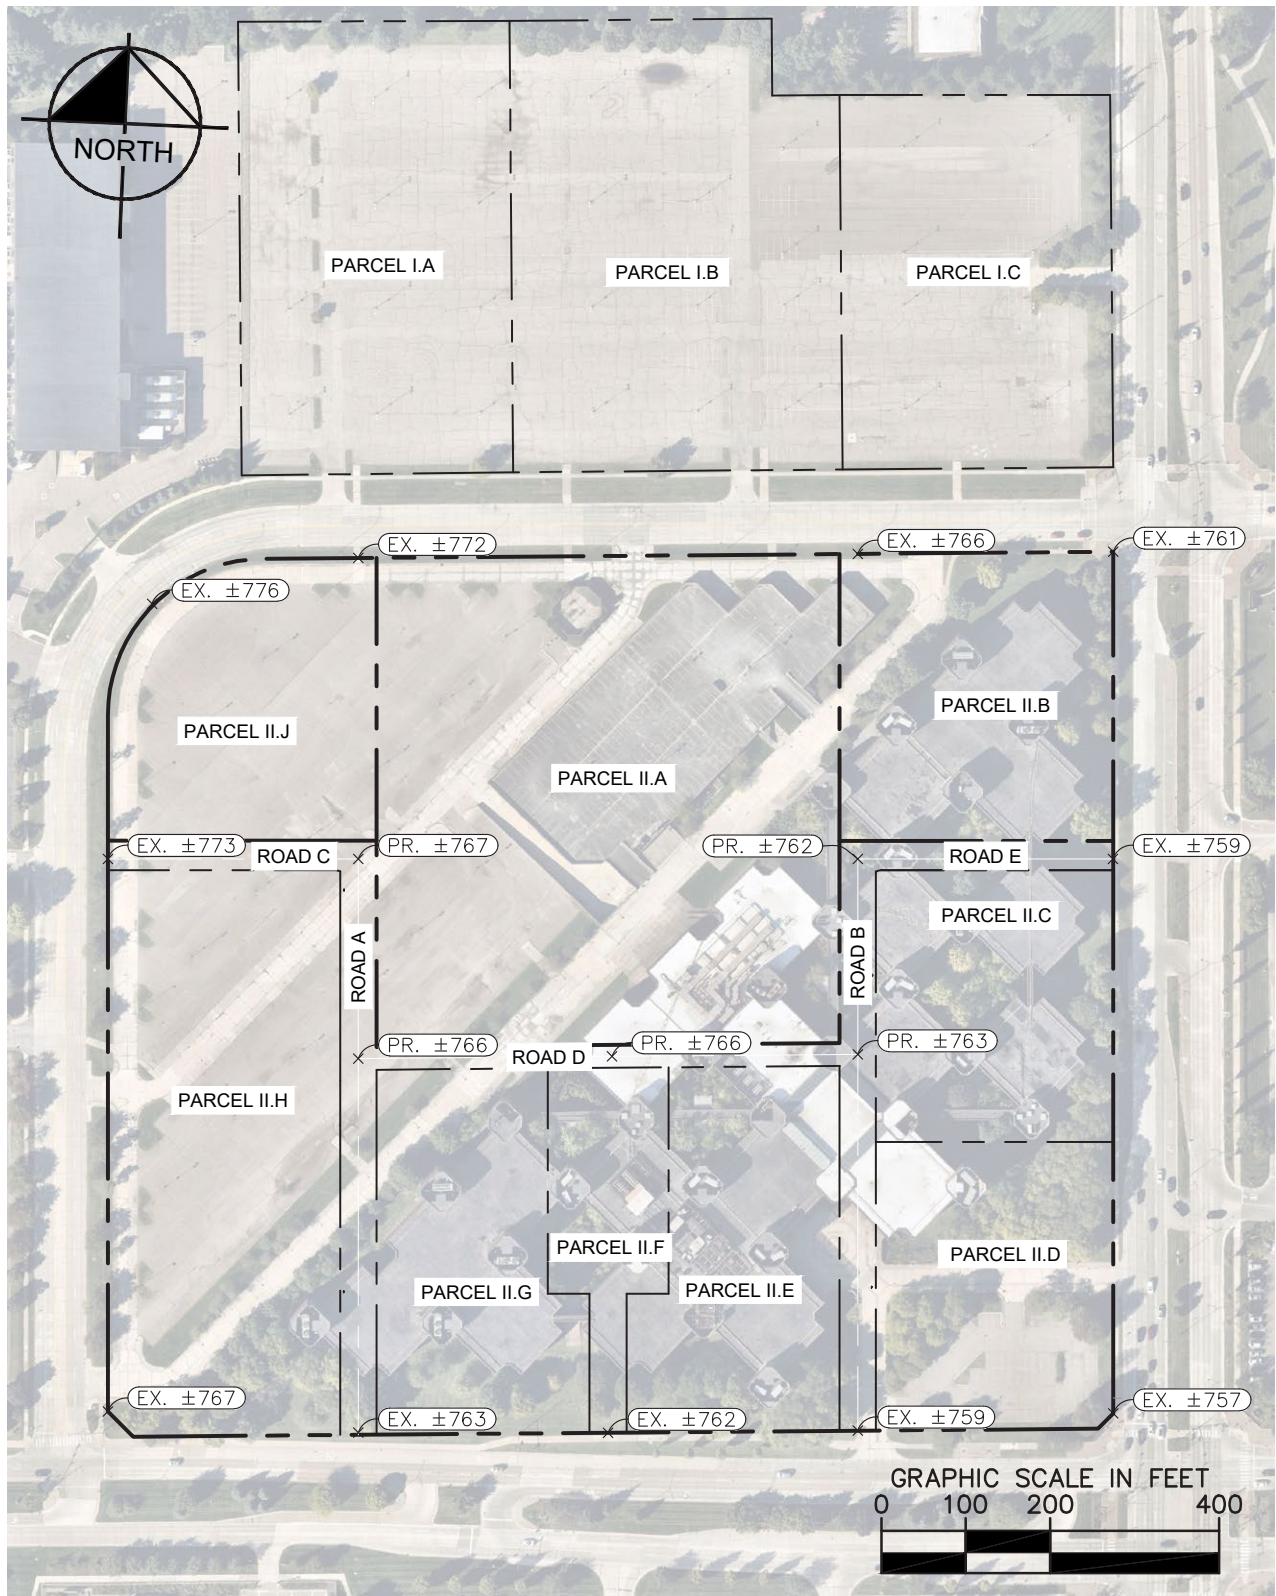 NORTH
PARCEL I.A
PARCEL I.B
PARCEL I.C
EX. ±772
EX. ±766
EX. ±761
EX. ±776
PARCEL II.B
PARCEL II.J
PARCEL II.A
EX. ±773
PR. ±767
PR. ±762
EX. ±759
ROAD C
ROAD E
PARCEL II.C
ROAD A
ROAD B
PR. ±766
PR. ±766
PR. ±763
ROAD D
PARCEL II.H
PARCEL II.F
PARCEL II.D
PARCEL II.G
PARCEL II.E
EX. ±767
EX. ±763
EX. ±762
EX. ±759
EX. ±757
GRAPHIC SCALE IN FEET
0 100 200 400